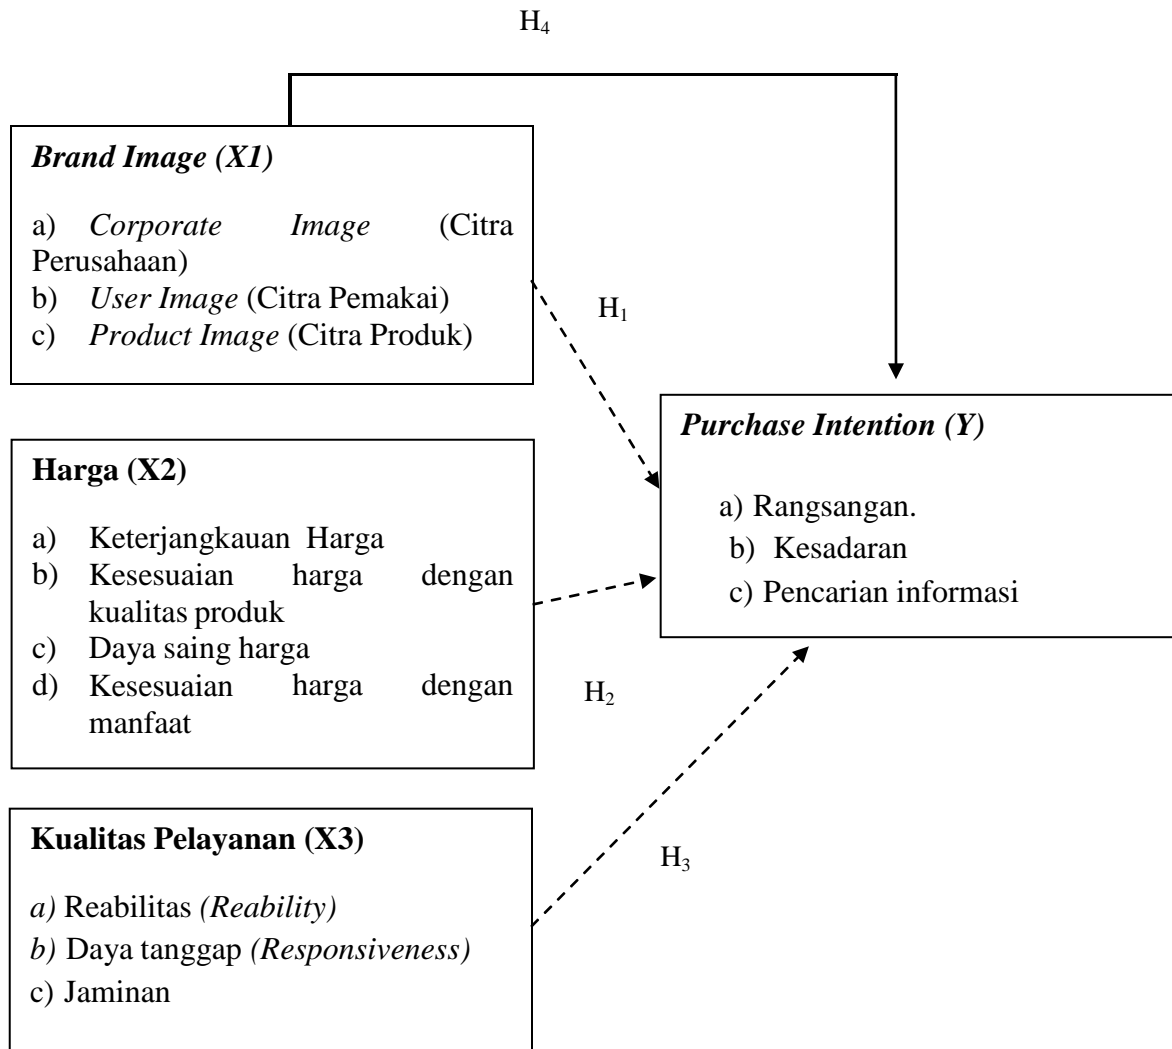 H₄
Brand Image (X1)
a) Corporate Image (Citra
Perusahaan)
b) User Image (Citra Pemakai)
c) Product Image (Citra Produk)
H₁
Purchase Intention (Y)
a) Rangsangan.
b) Kesadaran
c) Pencarian informasi
Harga (X2)
a) Keterjangkauan Harga
b) Kesesuaian harga dengan
kualitas produk
c) Daya saing harga
d) Kesesuaian harga dengan
manfaat
H₂
Kualitas Pelayanan (X3)
a) Reabilitas (Reability)
b) Daya tanggap (Responsiveness)
c) Jaminan
H₃